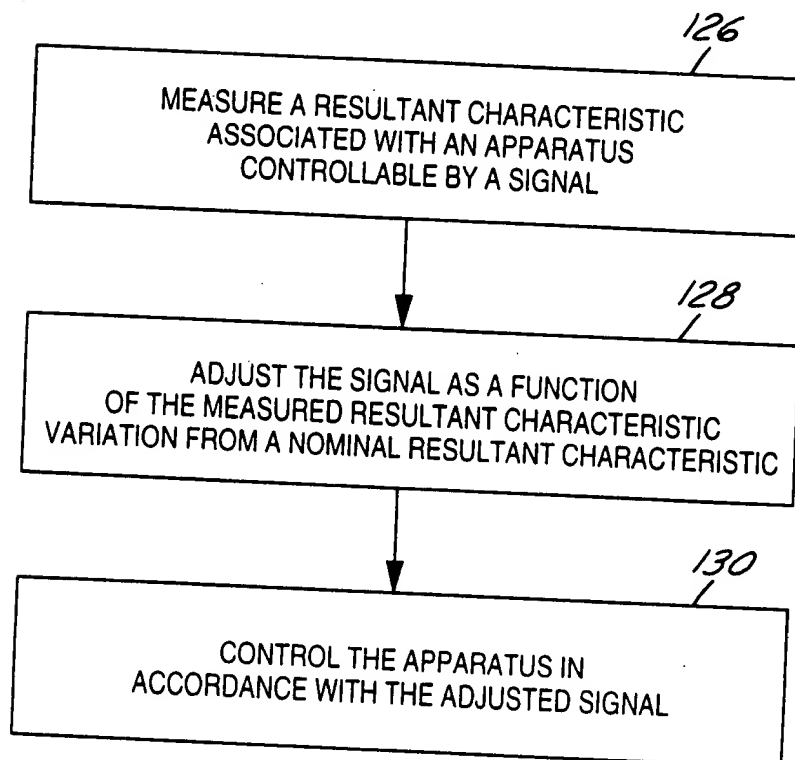 126
MEASURE A RESULTANT CHARACTERISTIC
ASSOCIATED WITH AN APPARATUS
CONTROLLABLE BY A SIGNAL
128
ADJUST THE SIGNAL AS A FUNCTION
OF THE MEASURED RESULTANT CHARACTERISTIC
VARIATION FROM A NOMINAL RESULTANT CHARACTERISTIC
130
CONTROL THE APPARATUS IN
ACCORDANCE WITH THE ADJUSTED SIGNAL